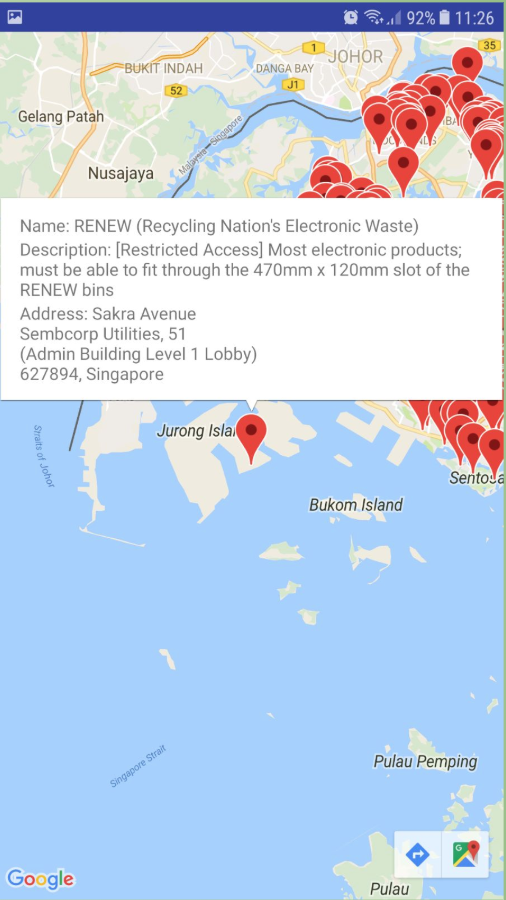 92% 11:26
35
1
JOHOR
BUKIT INDAH
DANGA BAY
52
J1
Gelang Patah
Malaysia
Singapore
Nusajaya
Name: RENEW (Recycling Nation's Electronic Waste)
Description: [Restricted Access] Most electronic products;
must be able to fit through the 470mm x 120mm slot of the
RENEW bins
Address: Sakra Avenue
Sembcorp Utilities, 51
(Admin Building Level 1 Lobby)
627894, Singapore
Straits of Johor
Jurong Islan
Sentosa
Bukom Island
Singapore Strait
Pulau Pemping
G
Google
Pulau